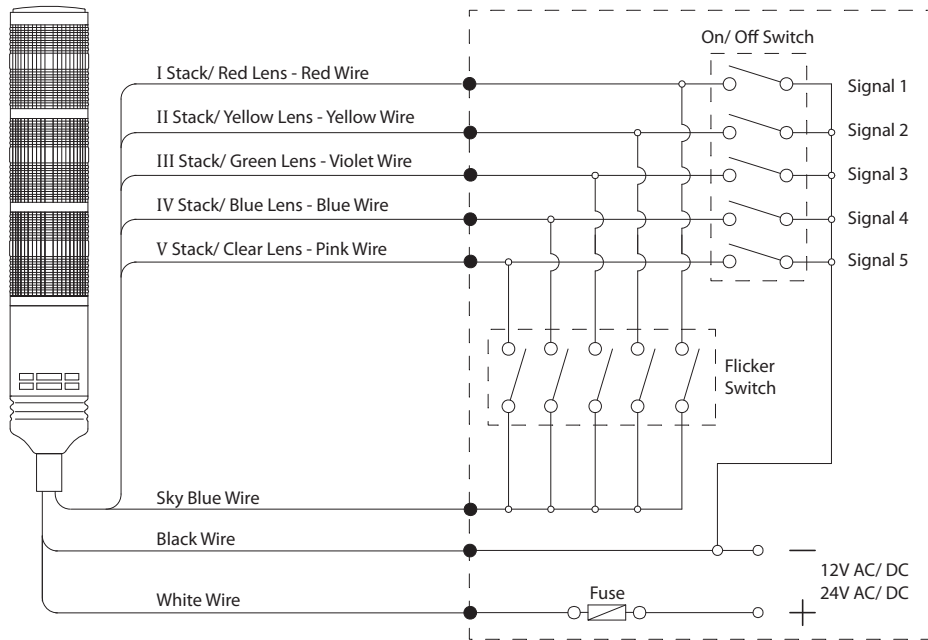 On/ Off Switch
I Stack/ Red Lens - Red Wire
Signal 1
II Stack/ Yellow Lens - Yellow Wire
Signal 2
III Stack/ Green Lens - Violet Wire
Signal 3
IV Stack/ Blue Lens - Blue Wire
Signal 4
V Stack/ Clear Lens - Pink Wire
Signal 5
Flicker
Switch
Sky Blue Wire
Black Wire
12V AC/ DC
24V AC/ DC
White Wire
Fuse